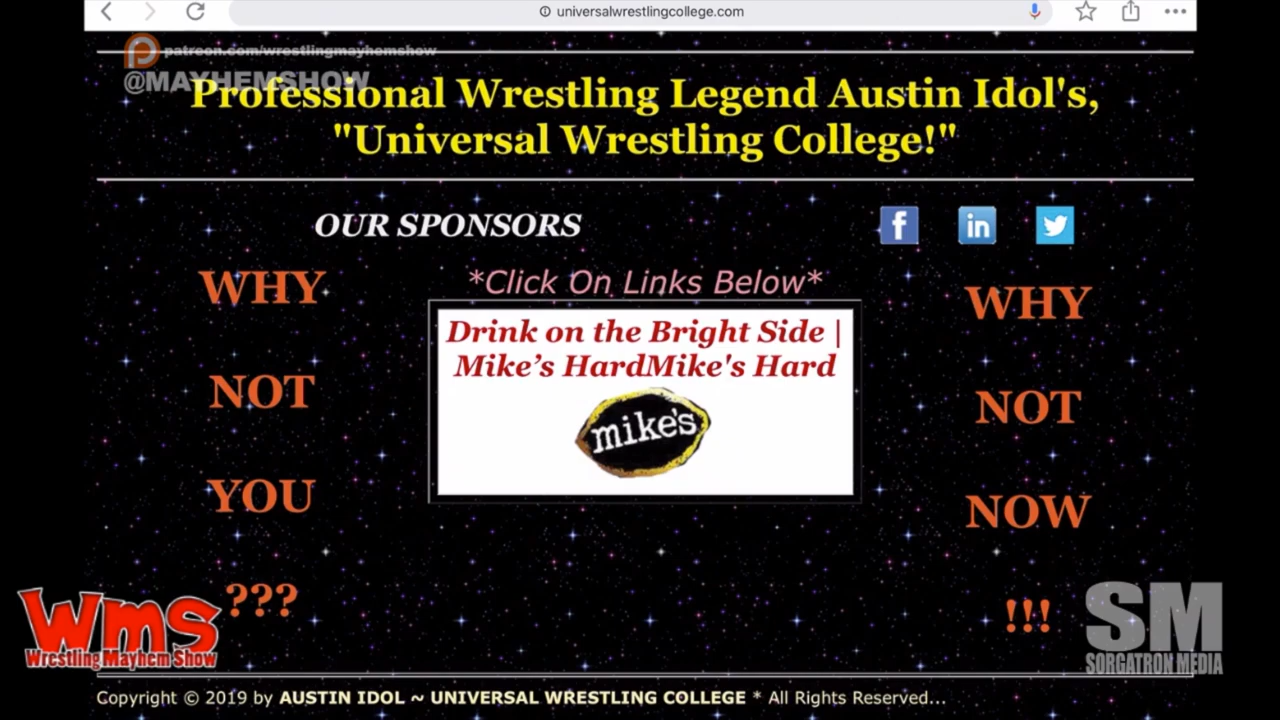 universalwrestlingcollege.com
patreon.com/wrestlingmayhemshow
@MAYHEMSHOW
Professional Wrestling Legend Austin Idol's,
"Universal Wrestling College!"
OUR SPONSORS
f
in
*Click On Links Below*
WHY
NOT
YOU
???
Drink on the Bright Side |
Mike’s HardMike's Hard
mike's
WHY
NOT
NOW
!!!
wms
Wrestling Mayhem Show
SM
SORGATRON MEDIA
Copyright © 2019 by AUSTIN IDOL ~ UNIVERSAL WRESTLING COLLEGE * All Rights Reserved...